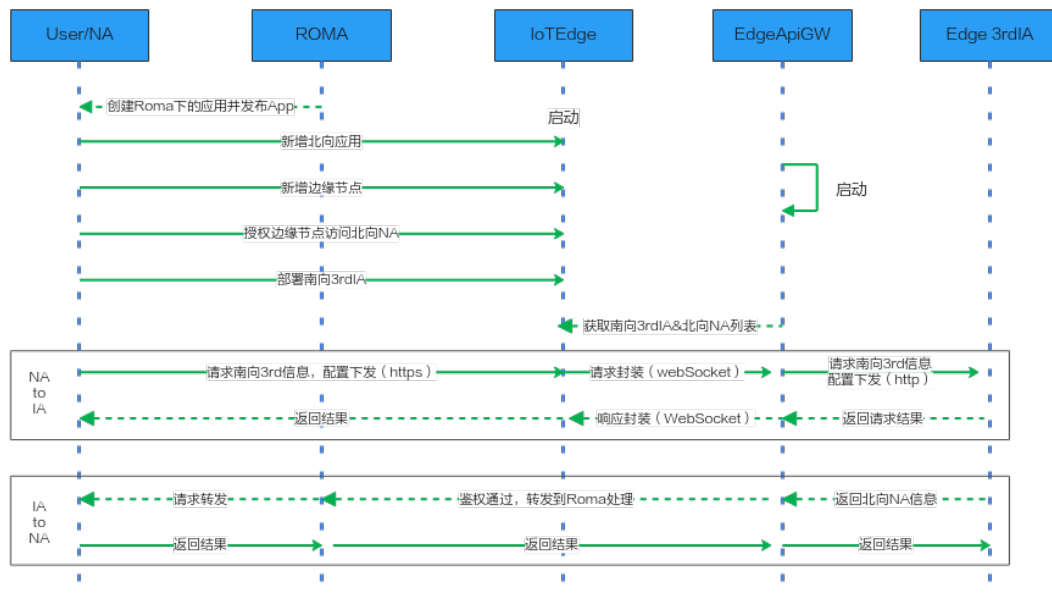 User/NA
ROMA
IoTEdge
EdgeApiGW
Edge 3rdIA
创建Roma下的应用并发布App
启动
新增北向应用
新增边缘节点
启动
授权边缘节点访问北向NA
部署南向3rdIA
获取南向3rdIA&北向NA列表
NA
to
IA
请求南向3rd信息，配置下发（https）
请求封装（webSocket）
请求南向3rd信息
配置下发（http）
返回结果
响应封装（WebSocket）
返回请求结果
IA
to
NA
请求转发
鉴权通过，转发到Roma处理
返回北向NA信息
返回结果
返回结果
返回结果